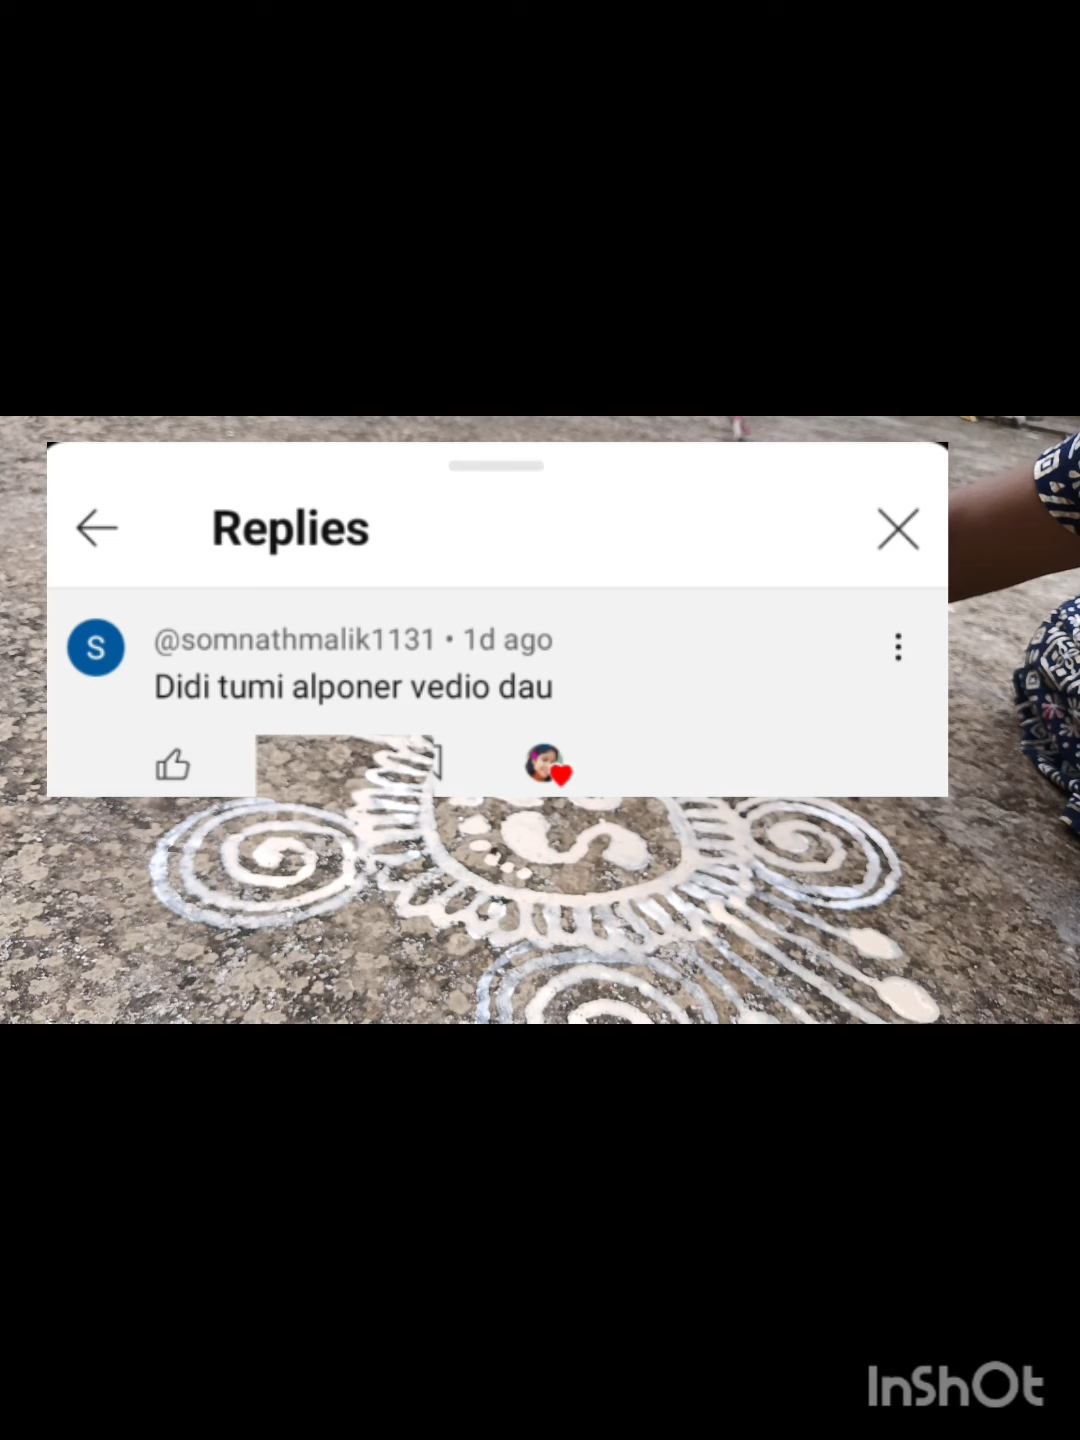 Replies
S
@somnathmalik1131 • 1d ago
Didi tumi alponer vedio dau
InShOt